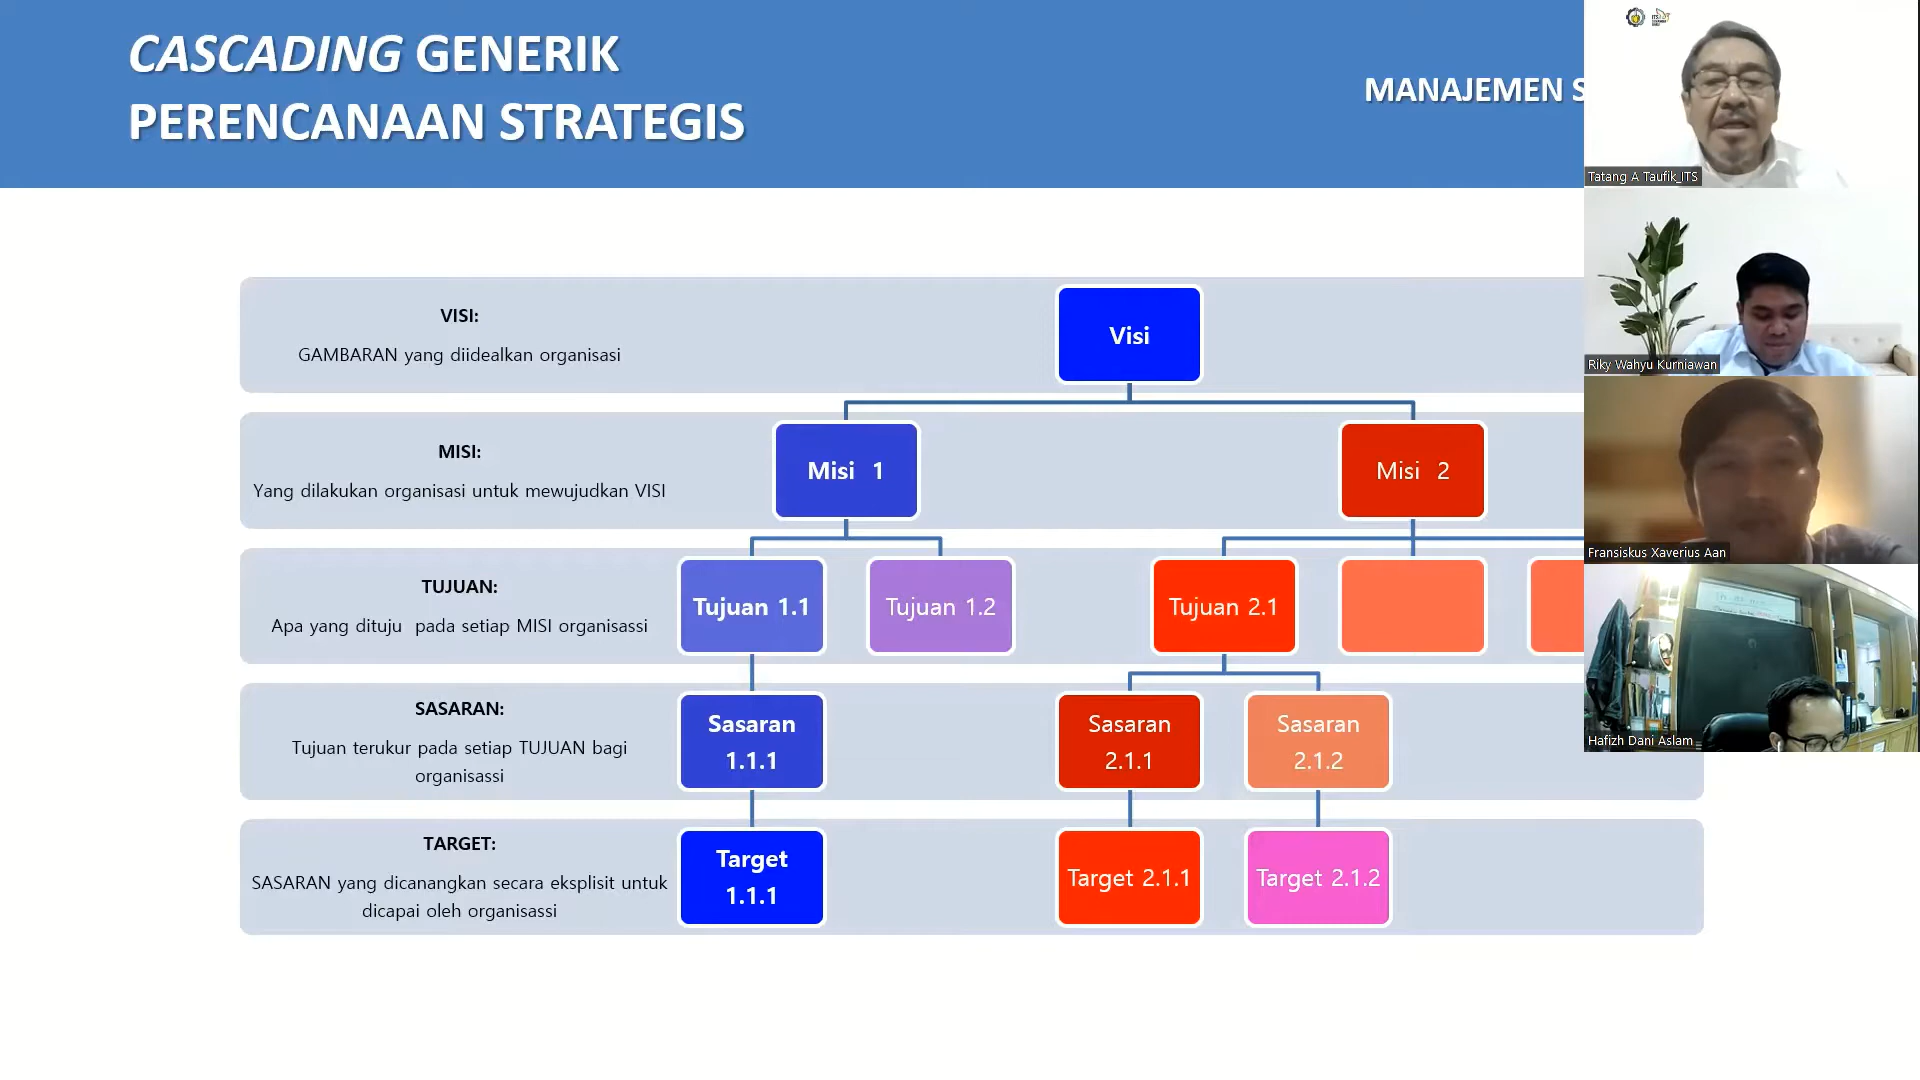 CASCADING GENERIK
PERENCANAAN STRATEGIS
MANAJEMEN S
VISI:
GAMBARAN yang diidealkan organisasi
Visi
MISI:
Yang dilakukan organisasi untuk mewujudkan VISI
Misi 1
Misi 2
TUJUAN:
Apa yang dituju pada setiap MISI organisassi
Tujuan 1.1
Tujuan 1.2
Tujuan 2.1
SASARAN:
Tujuan terukur pada setiap TUJUAN bagi
organisassi
Sasaran
1.1.1
Sasaran
2.1.1
Sasaran
2.1.2
TARGET:
SASARAN yang dicanangkan secara eksplisit untuk
dicapai oleh organisassi
Target
1.1.1
Target 2.1.1
Target 2.1.2
Tatang A Taufik_ITS
Riky Wahyu Kurniawan
Fransiskus Xaverius Aan
Hafizh Dani Aslam